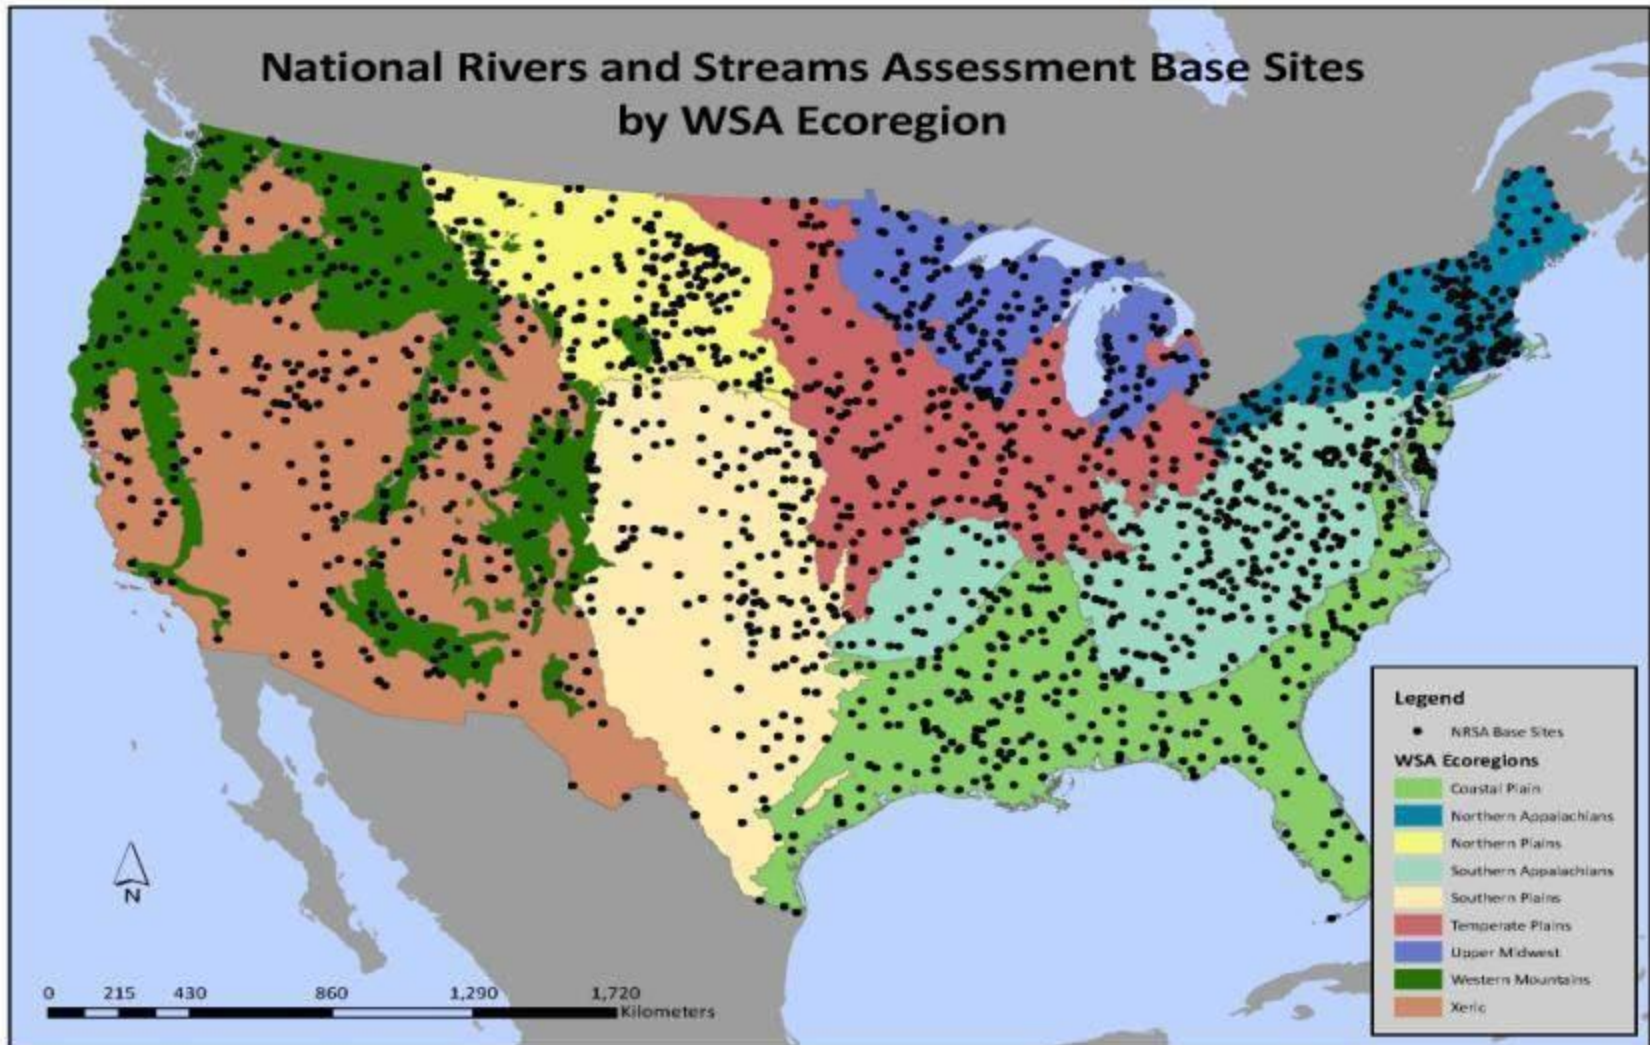 National Rivers and Streams Assessment Base Sites
by WSA Ecoregion
Legend
NRSA Base Sites
WSA Ecoregions
Coastal Plain
Northern Appalachians
Northern Plains
Southern Appalachians
Southern Plains
Temperate Plains
Upper Midwest
Western Mountains
Xeric
N
0 215 430 860 1,290 1,720
Kilometers